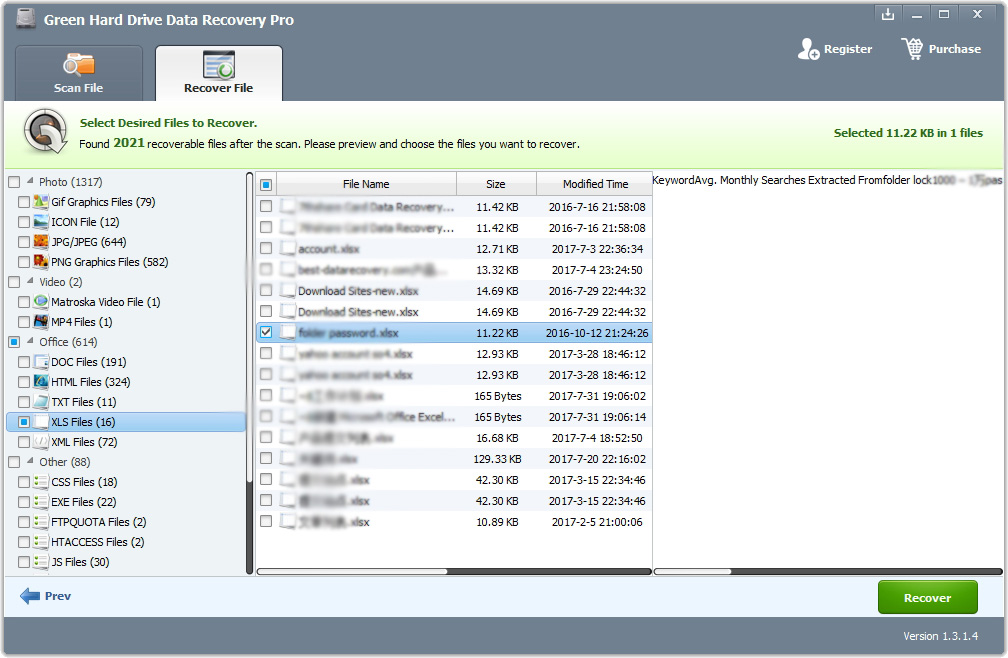 Green Hard Drive Data Recovery Pro
Register
Purchase
Scan File
Recover File
Select Desired Files to Recover.
Found 2021 recoverable files after the scan. Please preview and choose the files you want to recover.
Selected 11.22 KB in 1 files
Photo (1317)
Gif Graphics Files (79)
ICON File (12)
JPG/JPEG (644)
PNG Graphics Files (582)
Video (2)
Matroska Video File (1)
MP4 Files (1)
Office (614)
DOC Files (191)
HTML Files (324)
TXT Files (11)
XLS Files (16)
XML Files (72)
Other (88)
CSS Files (18)
EXE Files (22)
FTPQUOTA Files (2)
HTACCESS Files (2)
JS Files (30)
File Name Size Modified Time
Card Data Recovery... 11.42 KB 2016-7-16 21:58:08
Card Data Recovery... 11.42 KB 2016-7-16 21:58:08
account.xlsx 12.71 KB 2017-7-3 22:36:34
best-datarecovery.com 13.32 KB 2017-7-4 23:24:50
Download Sites-new.xlsx 14.69 KB 2017-7-29 22:44:32
Download Sites-new.xlsx 14.69 KB 2017-7-29 22:44:32
folder password.xlsx 11.22 KB 2016-10-12 21:24:26
yahoo account so4.xlsx 12.93 KB 2017-3-28 18:46:12
yahoo account so4.xlsx 12.93 KB 2017-3-28 18:46:12
.xlsx 165 Bytes 2017-7-31 19:06:02
Microsoft Office Excel... 165 Bytes 2017-7-31 19:06:14
.xlsx 16.68 KB 2017-7-4 18:52:50
.xlsx 129.33 KB 2017-7-20 22:16:02
.xlsx 42.30 KB 2017-3-15 22:34:46
.xlsx 42.30 KB 2017-3-15 22:34:46
.xlsx 10.89 KB 2017-2-5 21:00:06
KeywordAvg. Monthly Searches Extracted Fromfolder lock1000 – 1万pas
Prev
Recover
Version 1.3.1.4